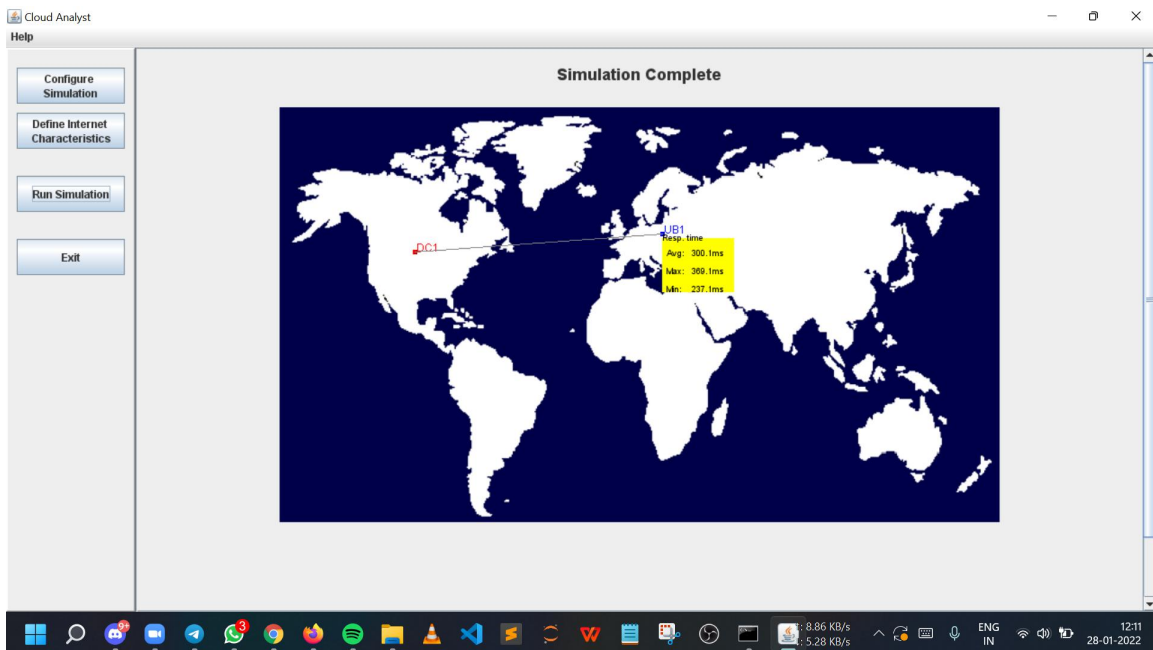 Cloud Analyst
Help
Configure
Simulation
Define Internet
Characteristics
Run Simulation
Exit
Simulation Complete
DC1
UB1
Resp. time
Avg: 300.1ms
Max: 369.1ms
Min: 237.1ms
9+
3
: 8.86 KB/s
: 5.28 KB/s
ENG
IN
12:11
28-01-2022